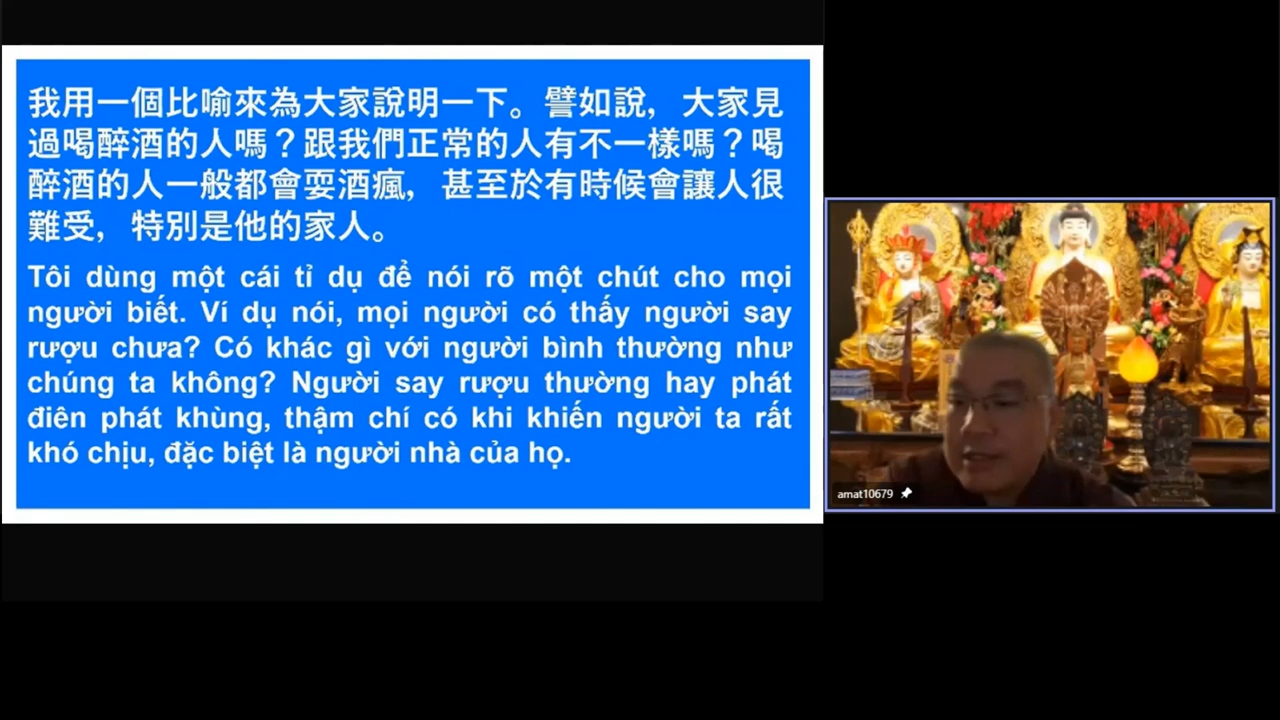 我用一個比喻來為大家說明一下。譬如說，大家見
過喝醉酒的人嗎？跟我們正常的人有不一樣嗎？喝
醉酒的人一般都會耍酒瘋，甚至於有時候會讓人很
難受，特別是他的家人。
Tôi dùng một cái tỉ dụ để nói rõ một chút cho mọi
người biết. Ví dụ nói, mọi người có thấy người say
rượu chưa? Có khác gì với người bình thường như
chúng ta không? Người say rượu thường hay phát
điên phát khùng, thậm chí có khi khiến người ta rất
khó chịu, đặc biệt là người nhà của họ.
amat10679